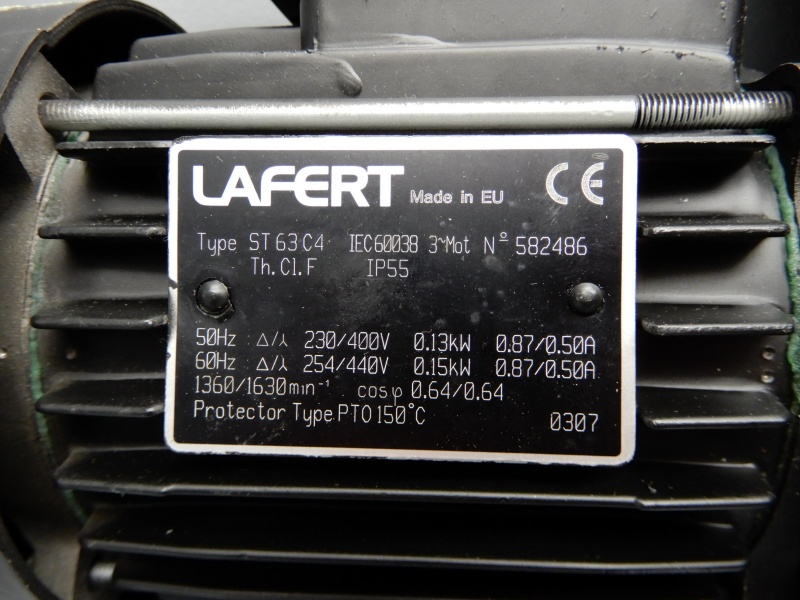 LAFERT Made in EU CE
Type ST 63 C4 IEC60038 3~Mot N° 582486
Th.Cl.F IP55
50Hz Δ/⅄ 230/400V 0.13kW 0.87/0.50A
60Hz Δ/⅄ 254/440V 0.15kW 0.87/0.50A
1360/1630min⁻¹ cosφ 0.64/0.64
Protector Type PTO 150°C 0307